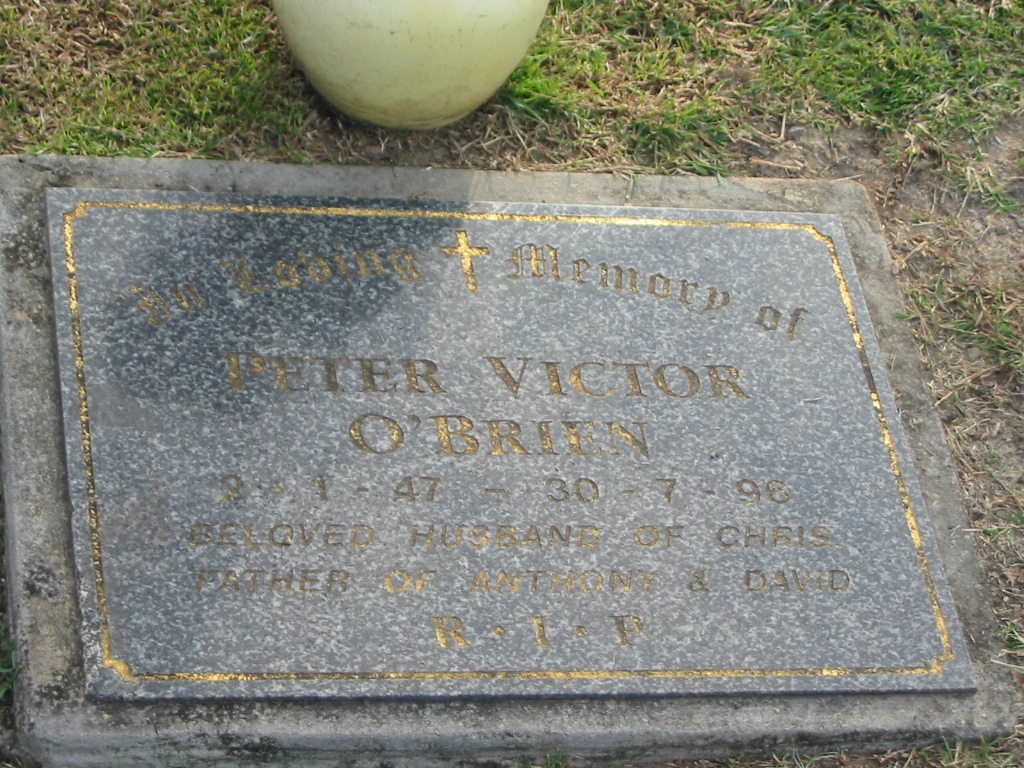 In Loving Memory of
PETER VICTOR
O'BRIEN
2 - 1 - 47 - 30 - 7 - 96
BELOVED HUSBAND OF CHRIS.
FATHER OF ANTHONY & DAVID
R · I · P